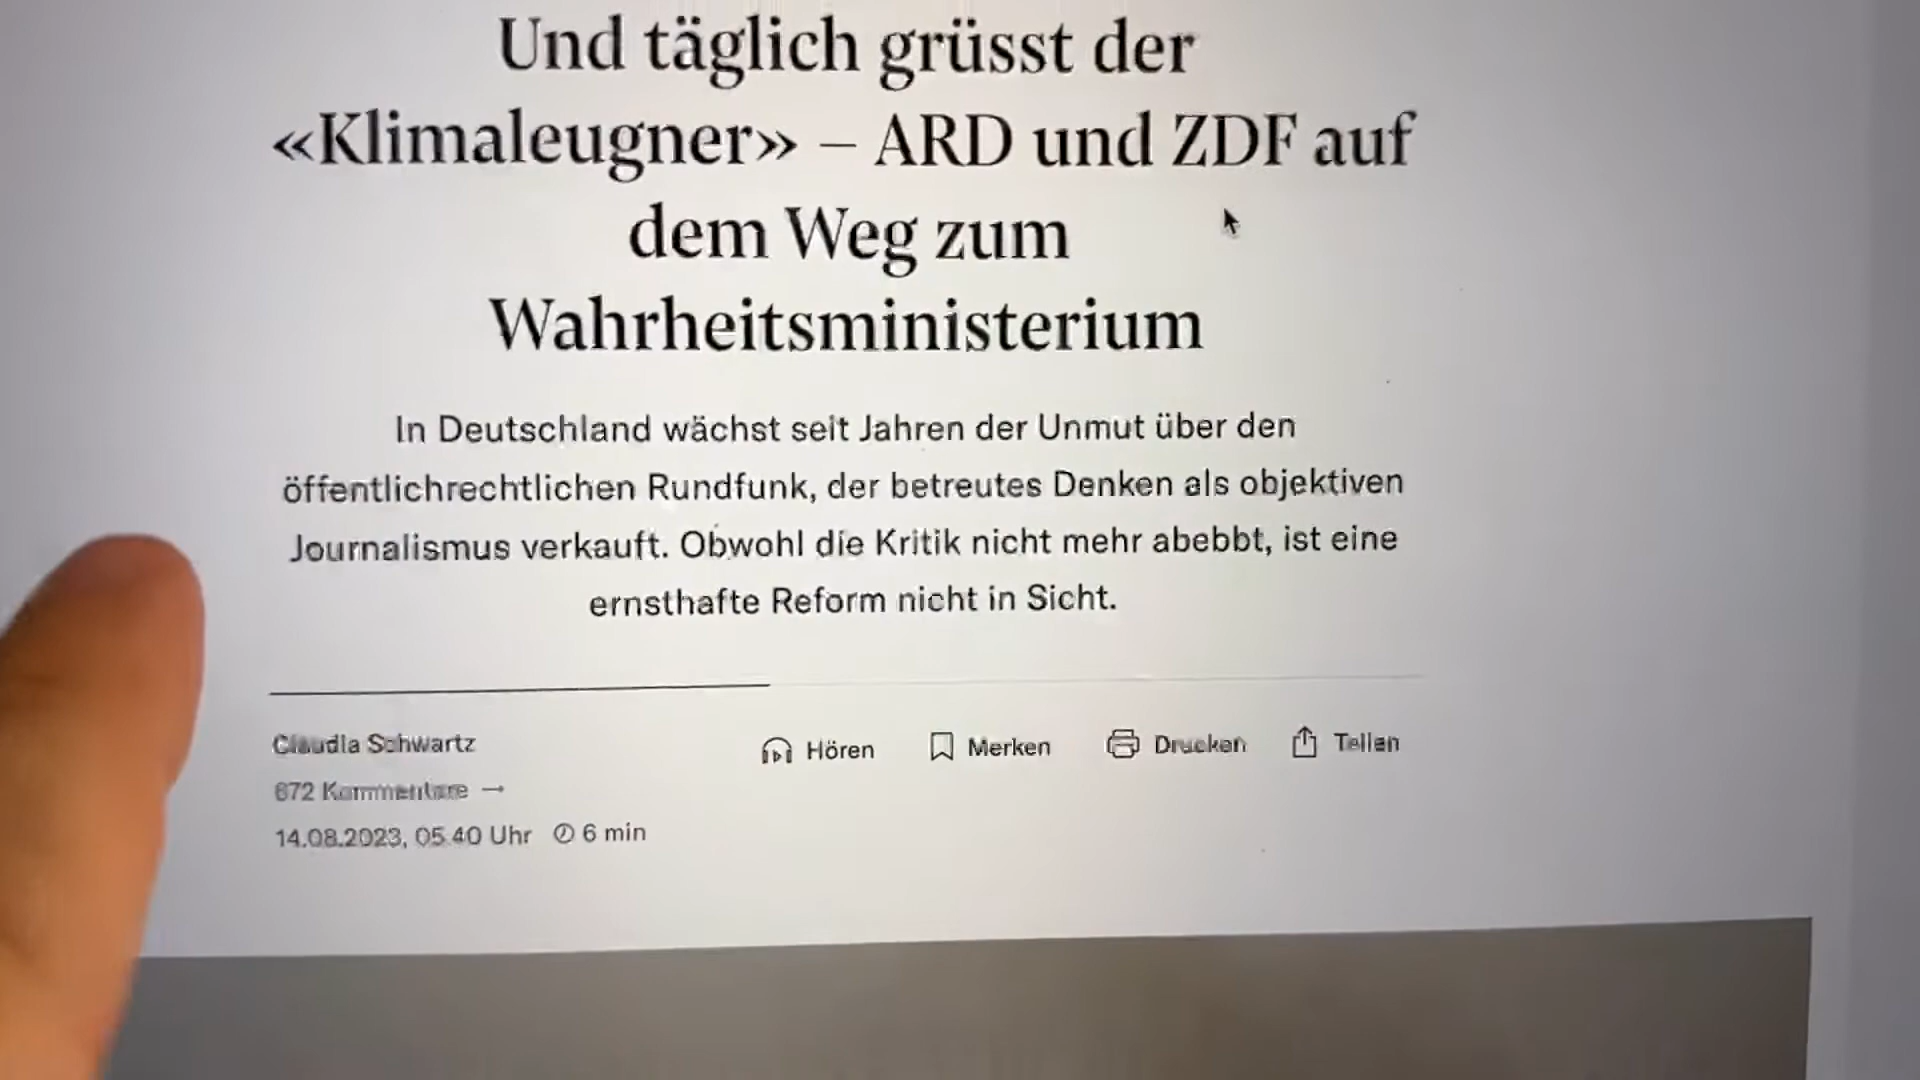 Und täglich grüsst der
«Klimaleugner» – ARD und ZDF auf
dem Weg zum
Wahrheitsministerium
In Deutschland wächst seit Jahren der Unmut über den
öffentlichrechtlichen Rundfunk, der betreutes Denken als objektiven
Journalismus verkauft. Obwohl die Kritik nicht mehr abebbt, ist eine
ernsthafte Reform nicht in Sicht.
Claudia Schwartz
Hören
Merken
Drucken
Teilen
672 Kommentare →
14.08.2023, 05.40 Uhr
6 min